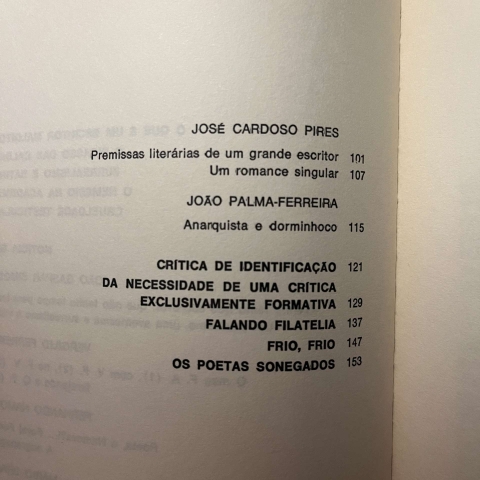 JOSÉ CARDOSO PIRES
Premissas literárias de um grande escritor 101
Um romance singular 107
JOÃO PALMA-FERREIRA
Anarquista e dorminhoco 115
CRÍTICA DE IDENTIFICAÇÃO 121
DA NECESSIDADE DE UMA CRÍTICA
EXCLUSIVAMENTE FORMATIVA 129
FALANDO FILATELIA 137
FRIO, FRIO 147
OS POETAS SONEGADOS 153